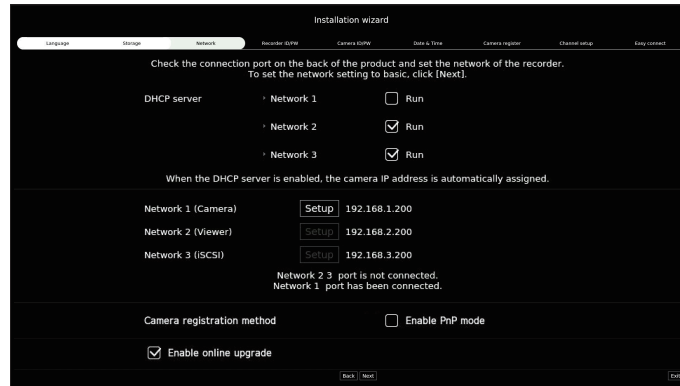 Installation wizard
Language Storage Network Recorder ID/PW Camera ID/PW Date & Time Camera register Channel setup Easy connect
Check the connection port on the back of the product and set the network of the recorder.
To set the network setting to basic, click [Next].
DHCP server Network 1 Run
Network 2 Run
Network 3 Run
When the DHCP server is enabled, the camera IP address is automatically assigned.
Network 1 (Camera) Setup 192.168.1.200
Network 2 (Viewer) Setup 192.168.2.200
Network 3 (iSCSI) Setup 192.168.3.200
Network 2 3 port is not connected.
Network 1 port has been connected.
Camera registration method Enable PnP mode
Enable online upgrade
Back Next Exit